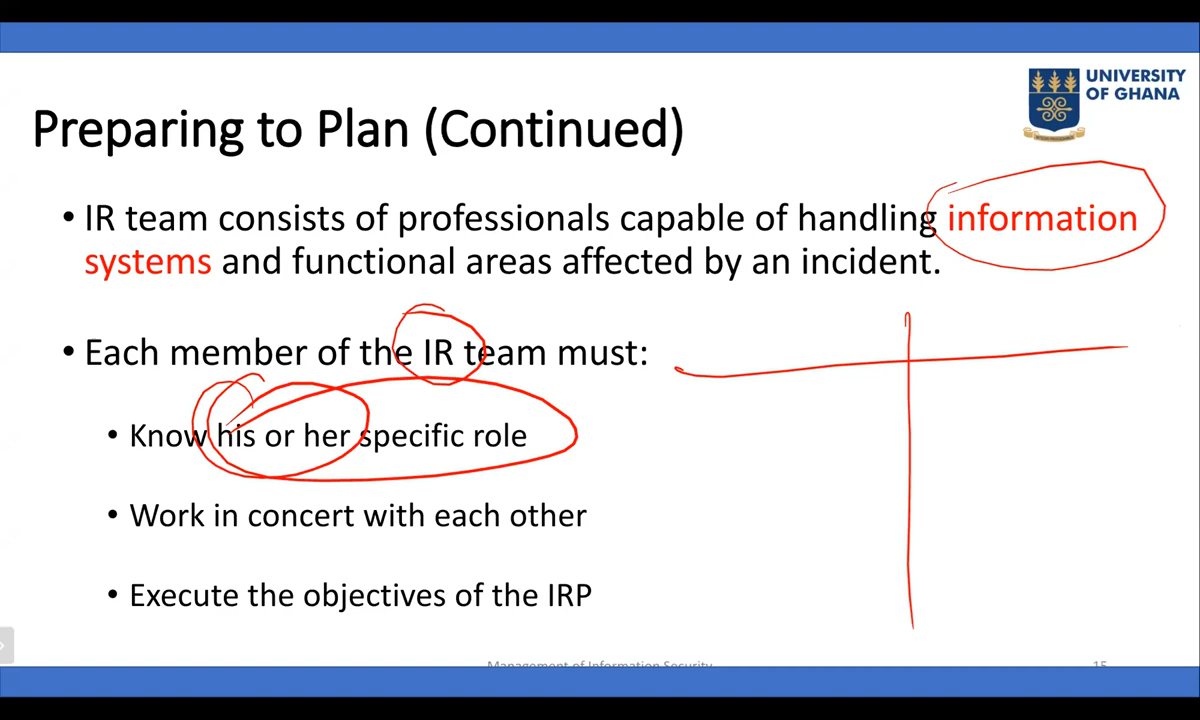 UNIVERSITY
OF GHANA
Preparing to Plan (Continued)
• IR team consists of professionals capable of handling information
systems and functional areas affected by an incident.
• Each member of the IR team must:
• Know his or her specific role
• Work in concert with each other
• Execute the objectives of the IRP
Management of Information Security
15